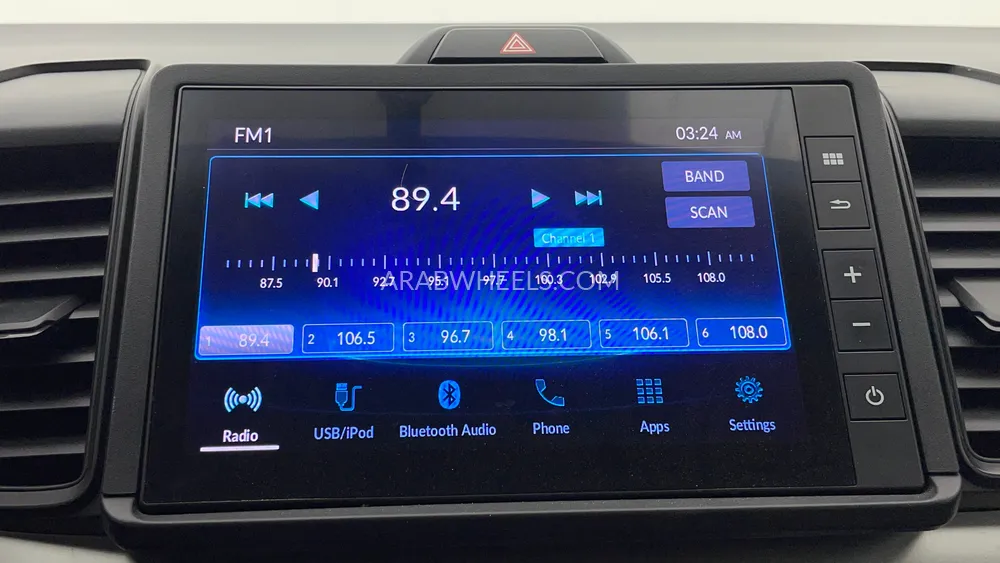 FM1 03:24 AM
BAND
89.4
SCAN
Channel 1
87.5 90.1 92.7 95.1 97.7 100.3 102.9 105.5 108.0
ARABWHEELS.COM
1 89.4 2 106.5 3 96.7 4 98.1 5 106.1 6 108.0
Radio USB/iPod Bluetooth Audio Phone Apps Settings